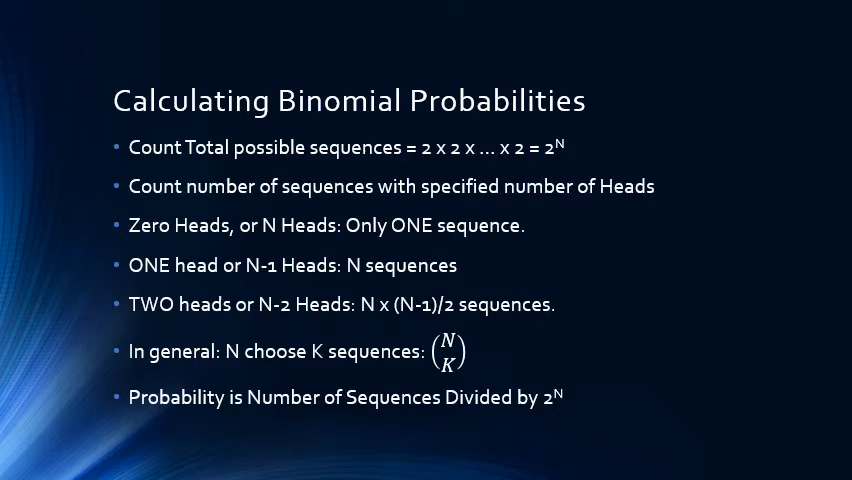 Calculating Binomial Probabilities
• Count Total possible sequences = 2 x 2 x … x 2 = 2ᴺ
• Count number of sequences with specified number of Heads
• Zero Heads, or N Heads: Only ONE sequence.
• ONE head or N-1 Heads: N sequences
• TWO heads or N-2 Heads: N x (N-1)/2 sequences.
• In general: N choose K sequences: (N K)
• Probability is Number of Sequences Divided by 2ᴺ